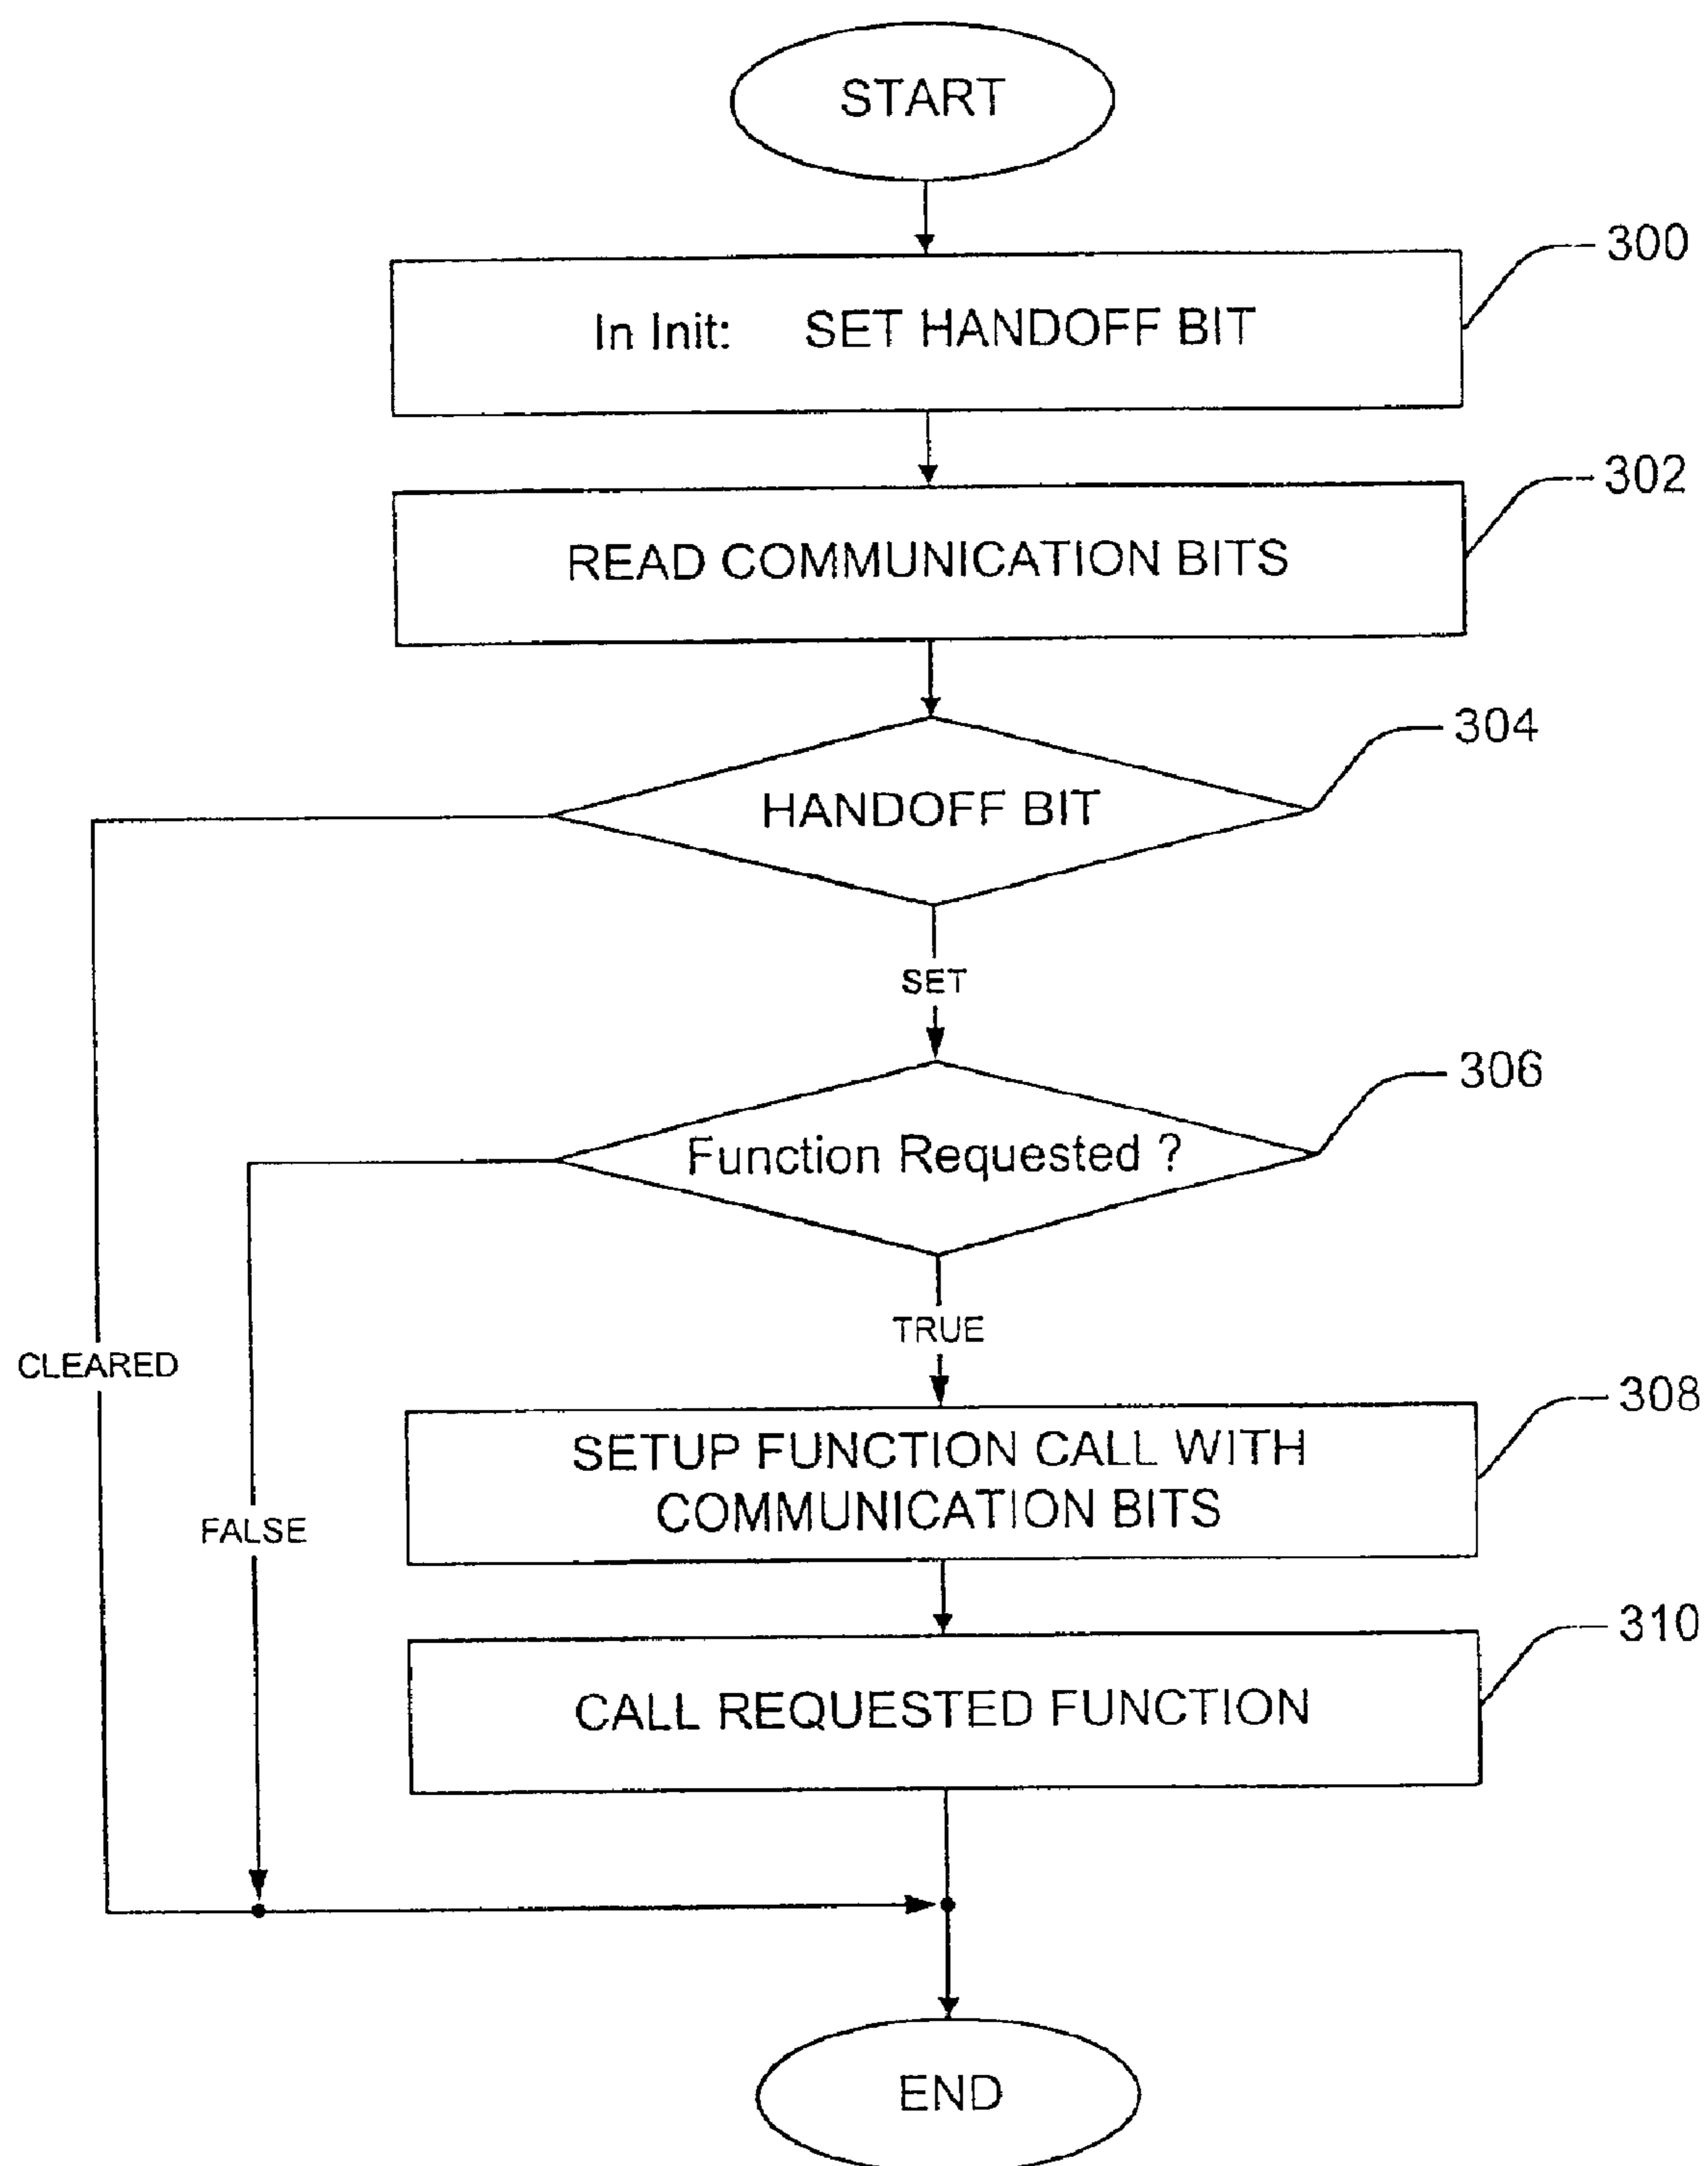 START
In Init: SET HANDOFF BIT
300
READ COMMUNICATION BITS
302
HANDOFF BIT
304
SET
Function Requested ?
306
TRUE
CLEARED
SETUP FUNCTION CALL WITH
COMMUNICATION BITS
308
FALSE
CALL REQUESTED FUNCTION
310
END